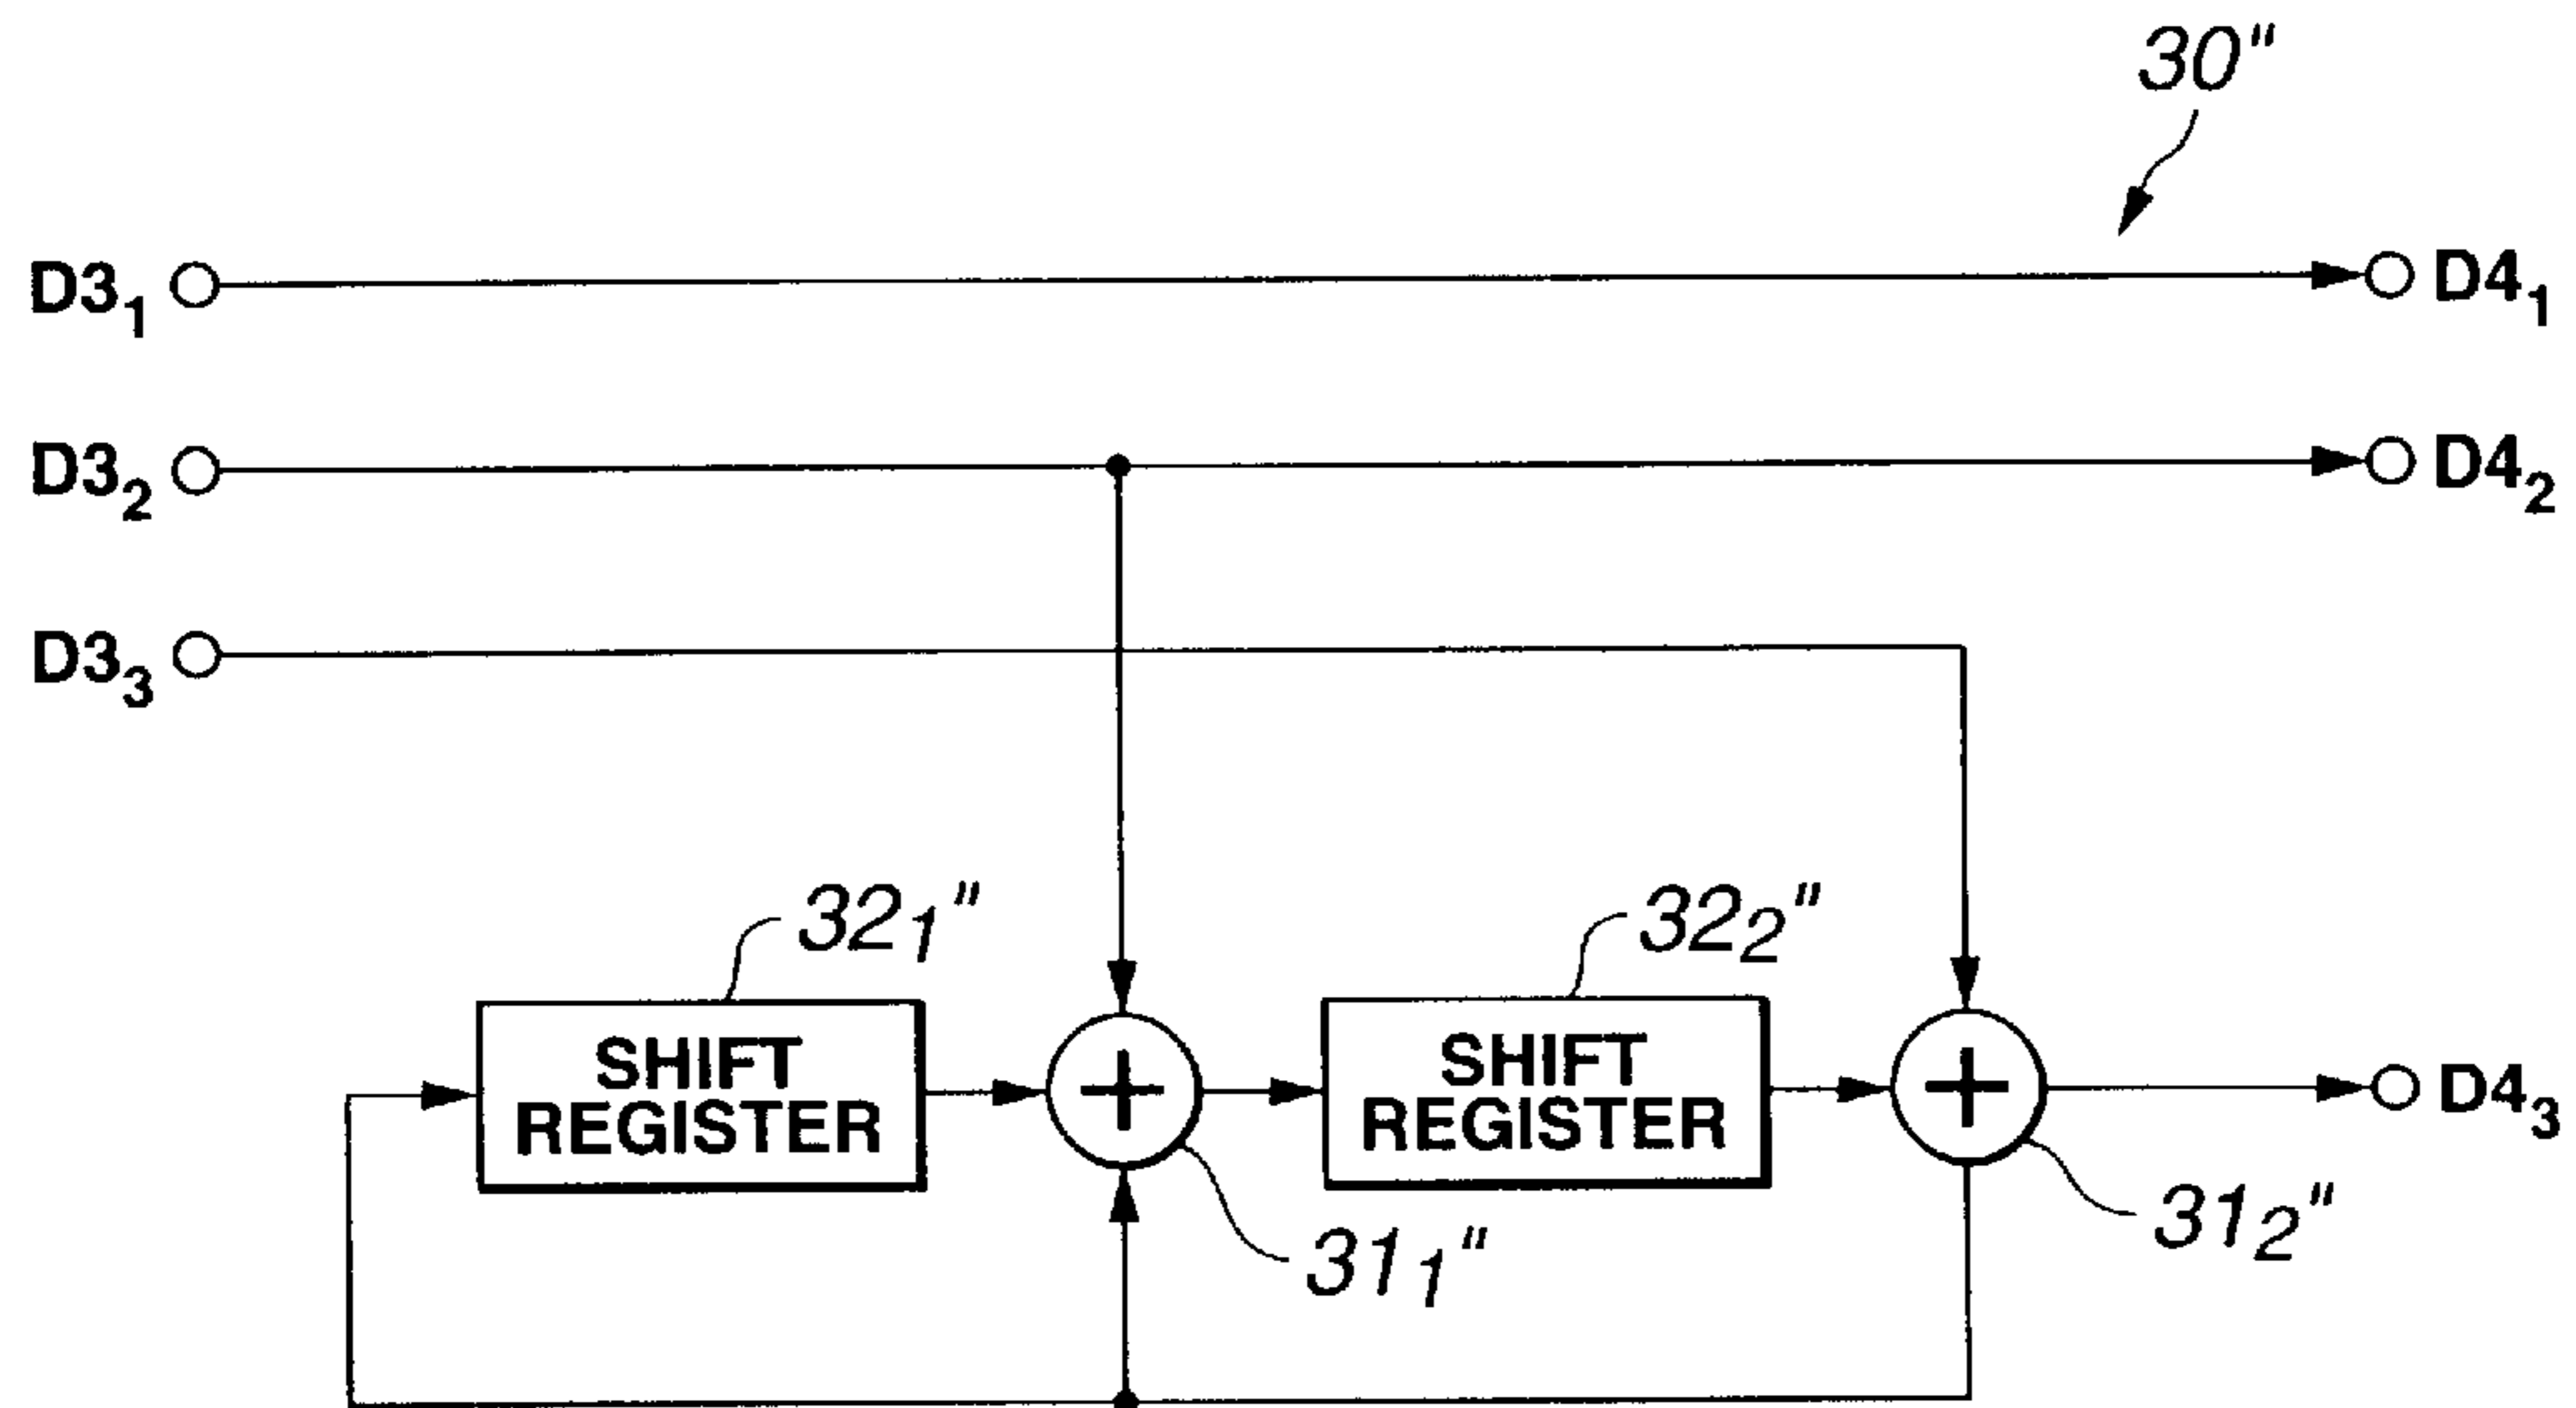 30"
D3₁
D4₁
D3₂
D4₂
D3₃
32₁"
32₂"
SHIFT
REGISTER
SHIFT
REGISTER
+
+
D4₃
31₁"
31₂"